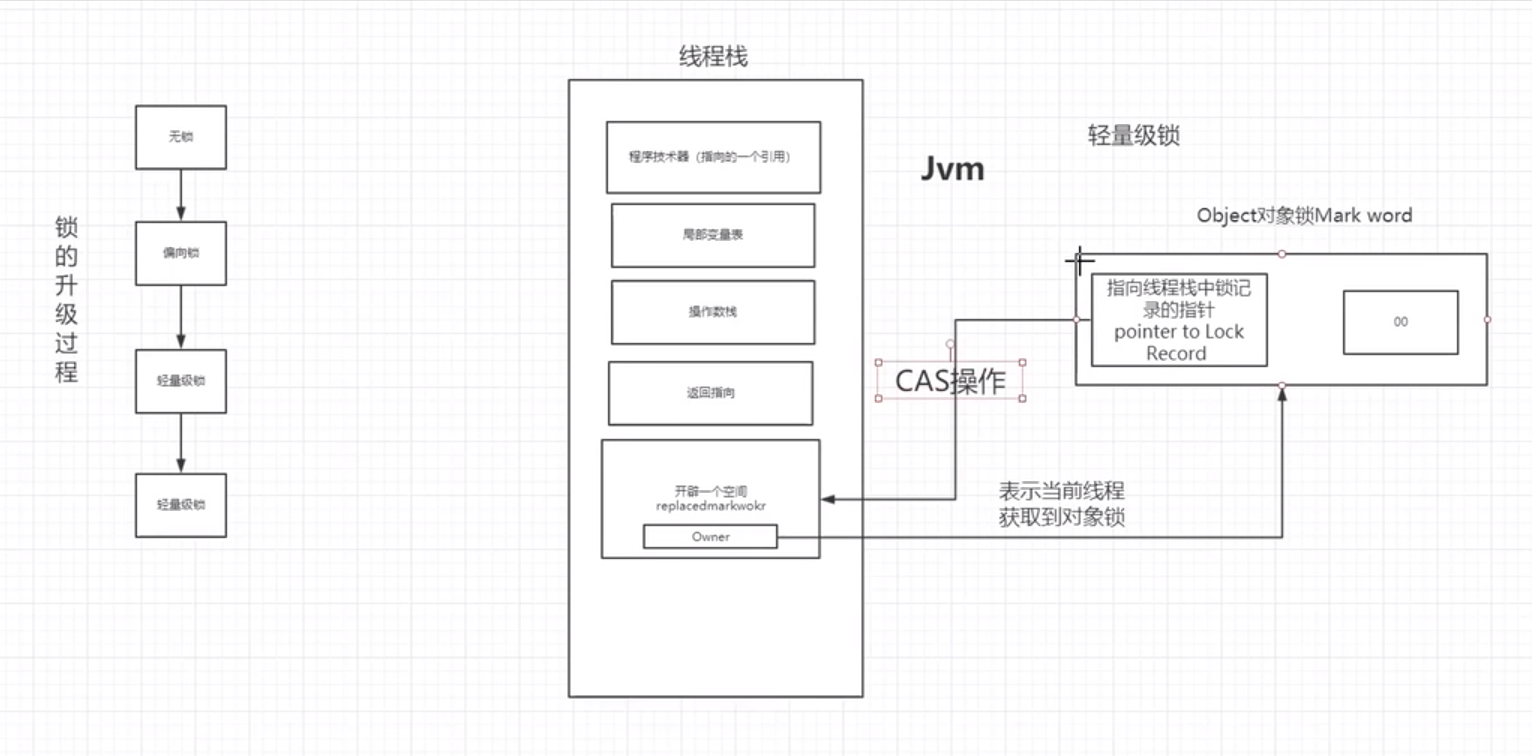 锁的升级过程
无锁
偏向锁
轻量级锁
轻量级锁
线程栈
程序技术器（指向的一个引用）
局部变量表
操作数栈
返回指向
开辟一个空间
replacedmarkwokr
Owner
Jvm
轻量级锁
Object对象锁Mark word
指向线程栈中锁记
录的指针
pointer to Lock
Record
00
CAS操作
表示当前线程
获取到对象锁